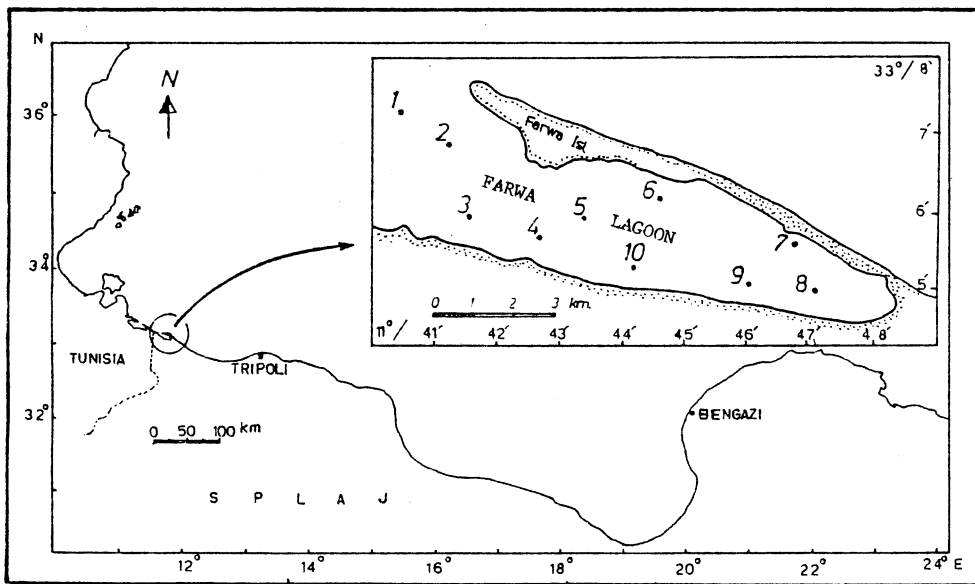 N
36°
34°
32°
N
TUNISIA
TRIPOLI
BENGAZI
0 50 100 km
S P L A J
12° 14° 16° 18° 20° 22° 24° E
33°/ 8'
7'
6'
5'
11°/ 41' 42' 43' 44' 45' 46' 47' 48'
Farwa Isl.
FARWA
LAGOON
1
2
3
4
5
6
7
8
9
10
0 1 2 3 km.